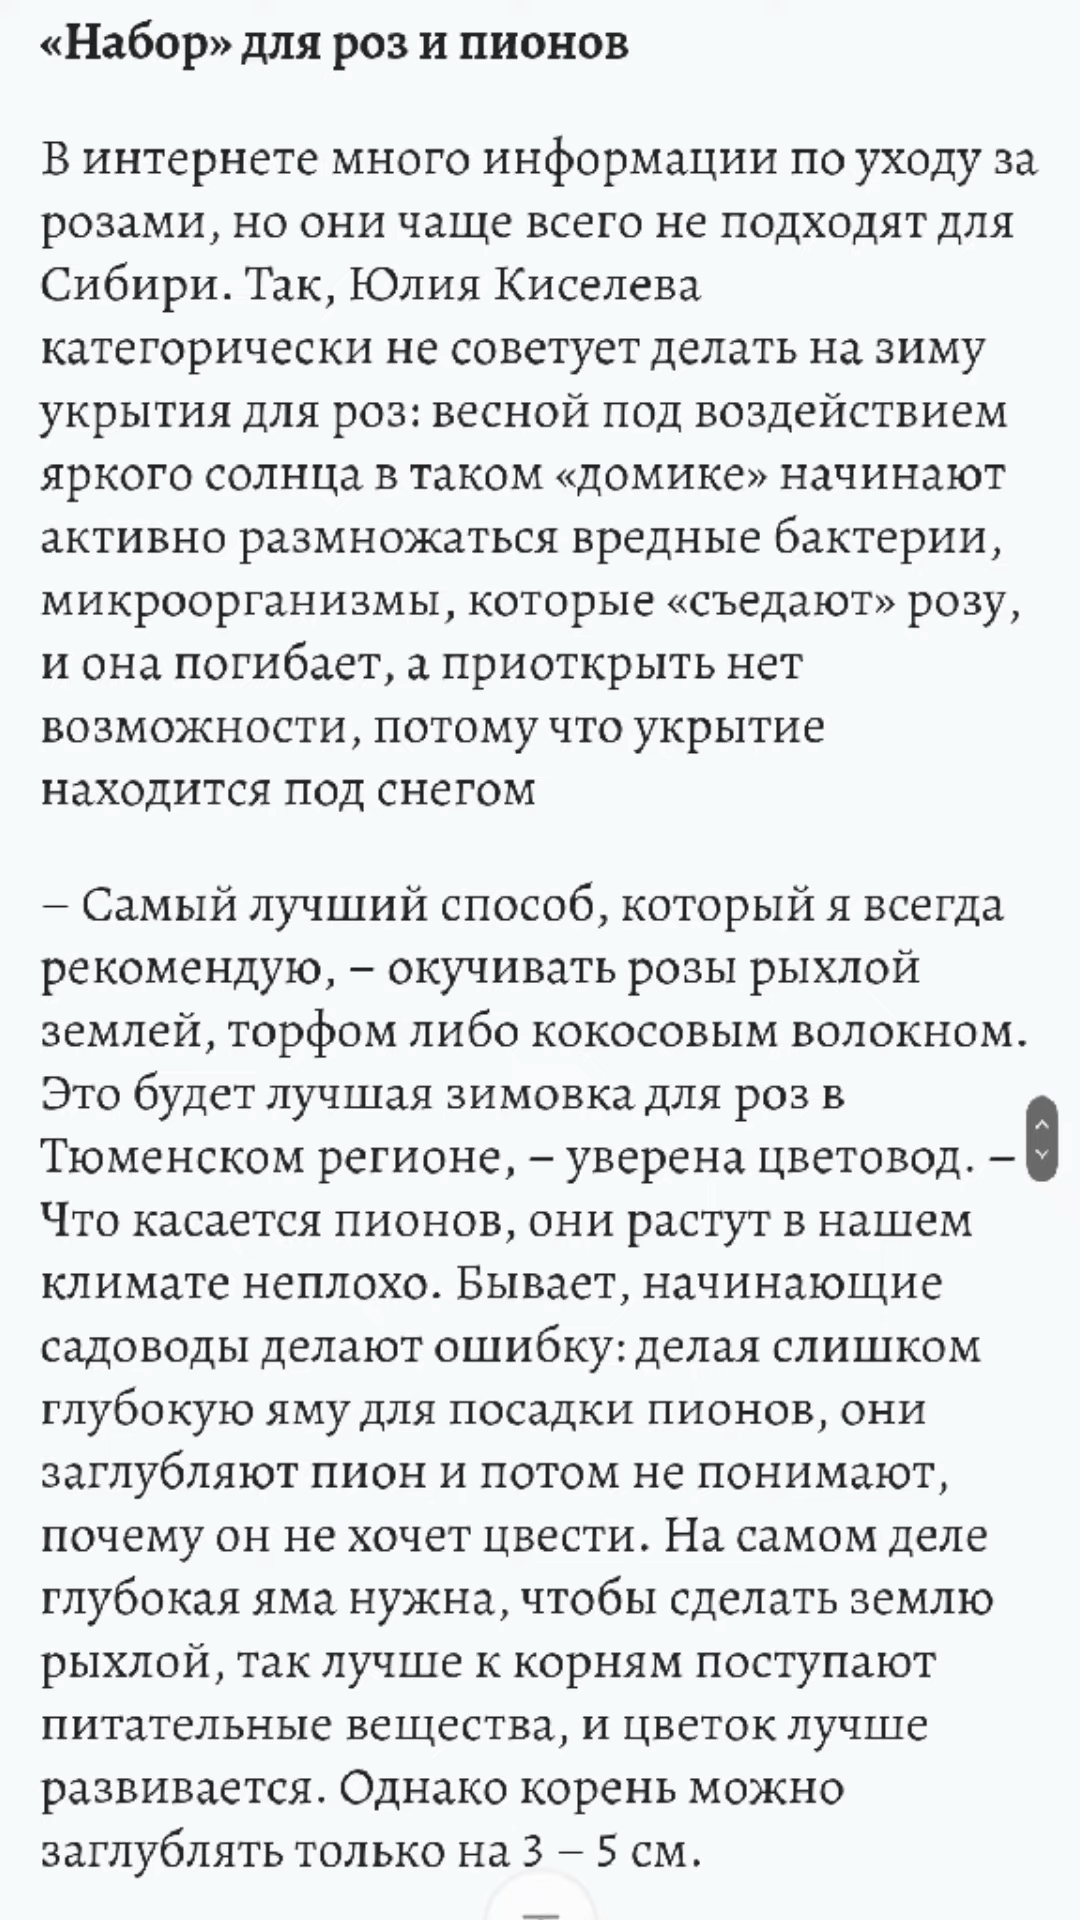 «Набор» для роз и пионов
В интернете много информации по уходу за
розами, но они чаще всего не подходят для
Сибири. Так, Юлия Киселева
категорически не советует делать на зиму
укрытия для роз: весной под воздействием
яркого солнца в таком «домике» начинают
активно размножаться вредные бактерии,
микроорганизмы, которые «съедают» розу,
и она погибает, а приоткрыть нет
возможности, потому что укрытие
находится под снегом
– Самый лучший способ, который я всегда
рекомендую, – окучивать розы рыхлой
землей, торфом либо кокосовым волокном.
Это будет лучшая зимовка для роз в
Тюменском регионе, – уверена цветовод. –
Что касается пионов, они растут в нашем
климате неплохо. Бывает, начинающие
садоводы делают ошибку: делая слишком
глубокую яму для посадки пионов, они
заглубляют пион и потом не понимают,
почему он не хочет цвести. На самом деле
глубокая яма нужна, чтобы сделать землю
рыхлой, так лучше к корням поступают
питательные вещества, и цветок лучше
развивается. Однако корень можно
заглублять только на 3 – 5 см.